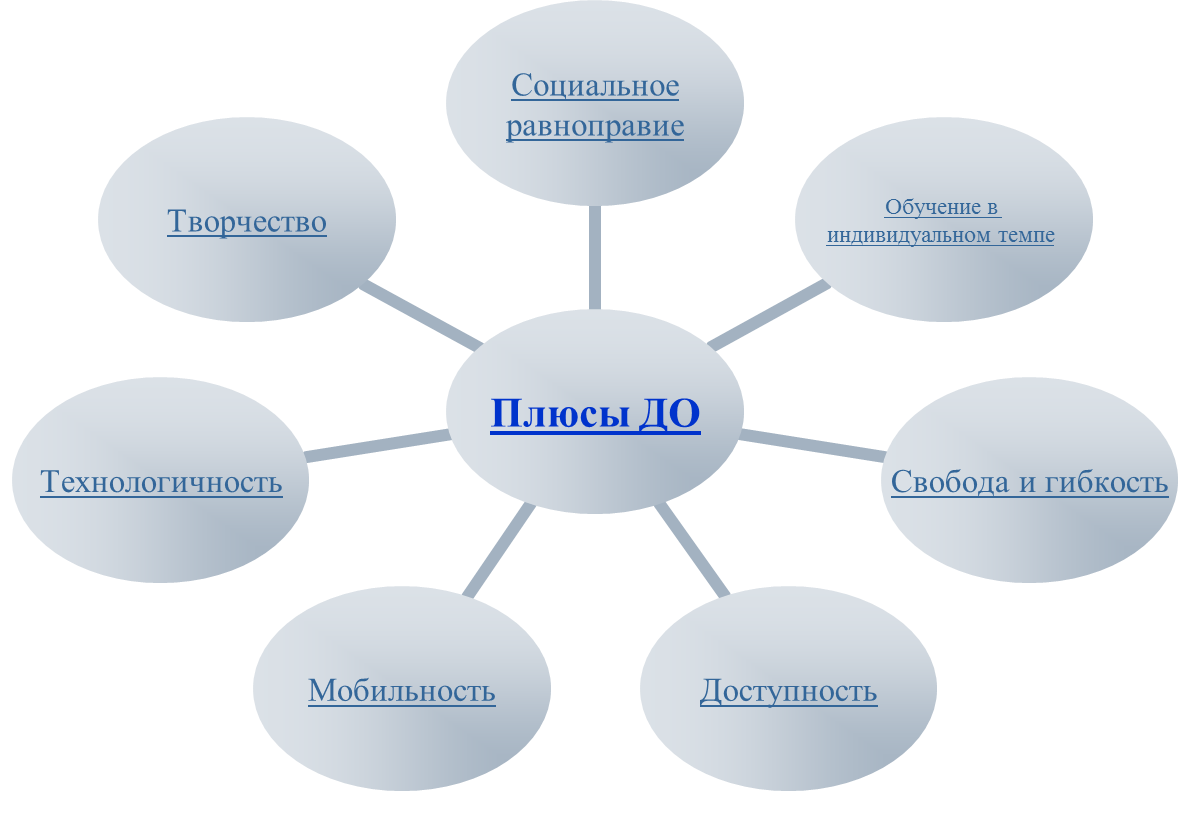 Социальное
равноправие
Творчество
Обучение в
индивидуальном темпе
Плюсы ДО
Технологичность
Свобода и гибкость
Мобильность
Доступность